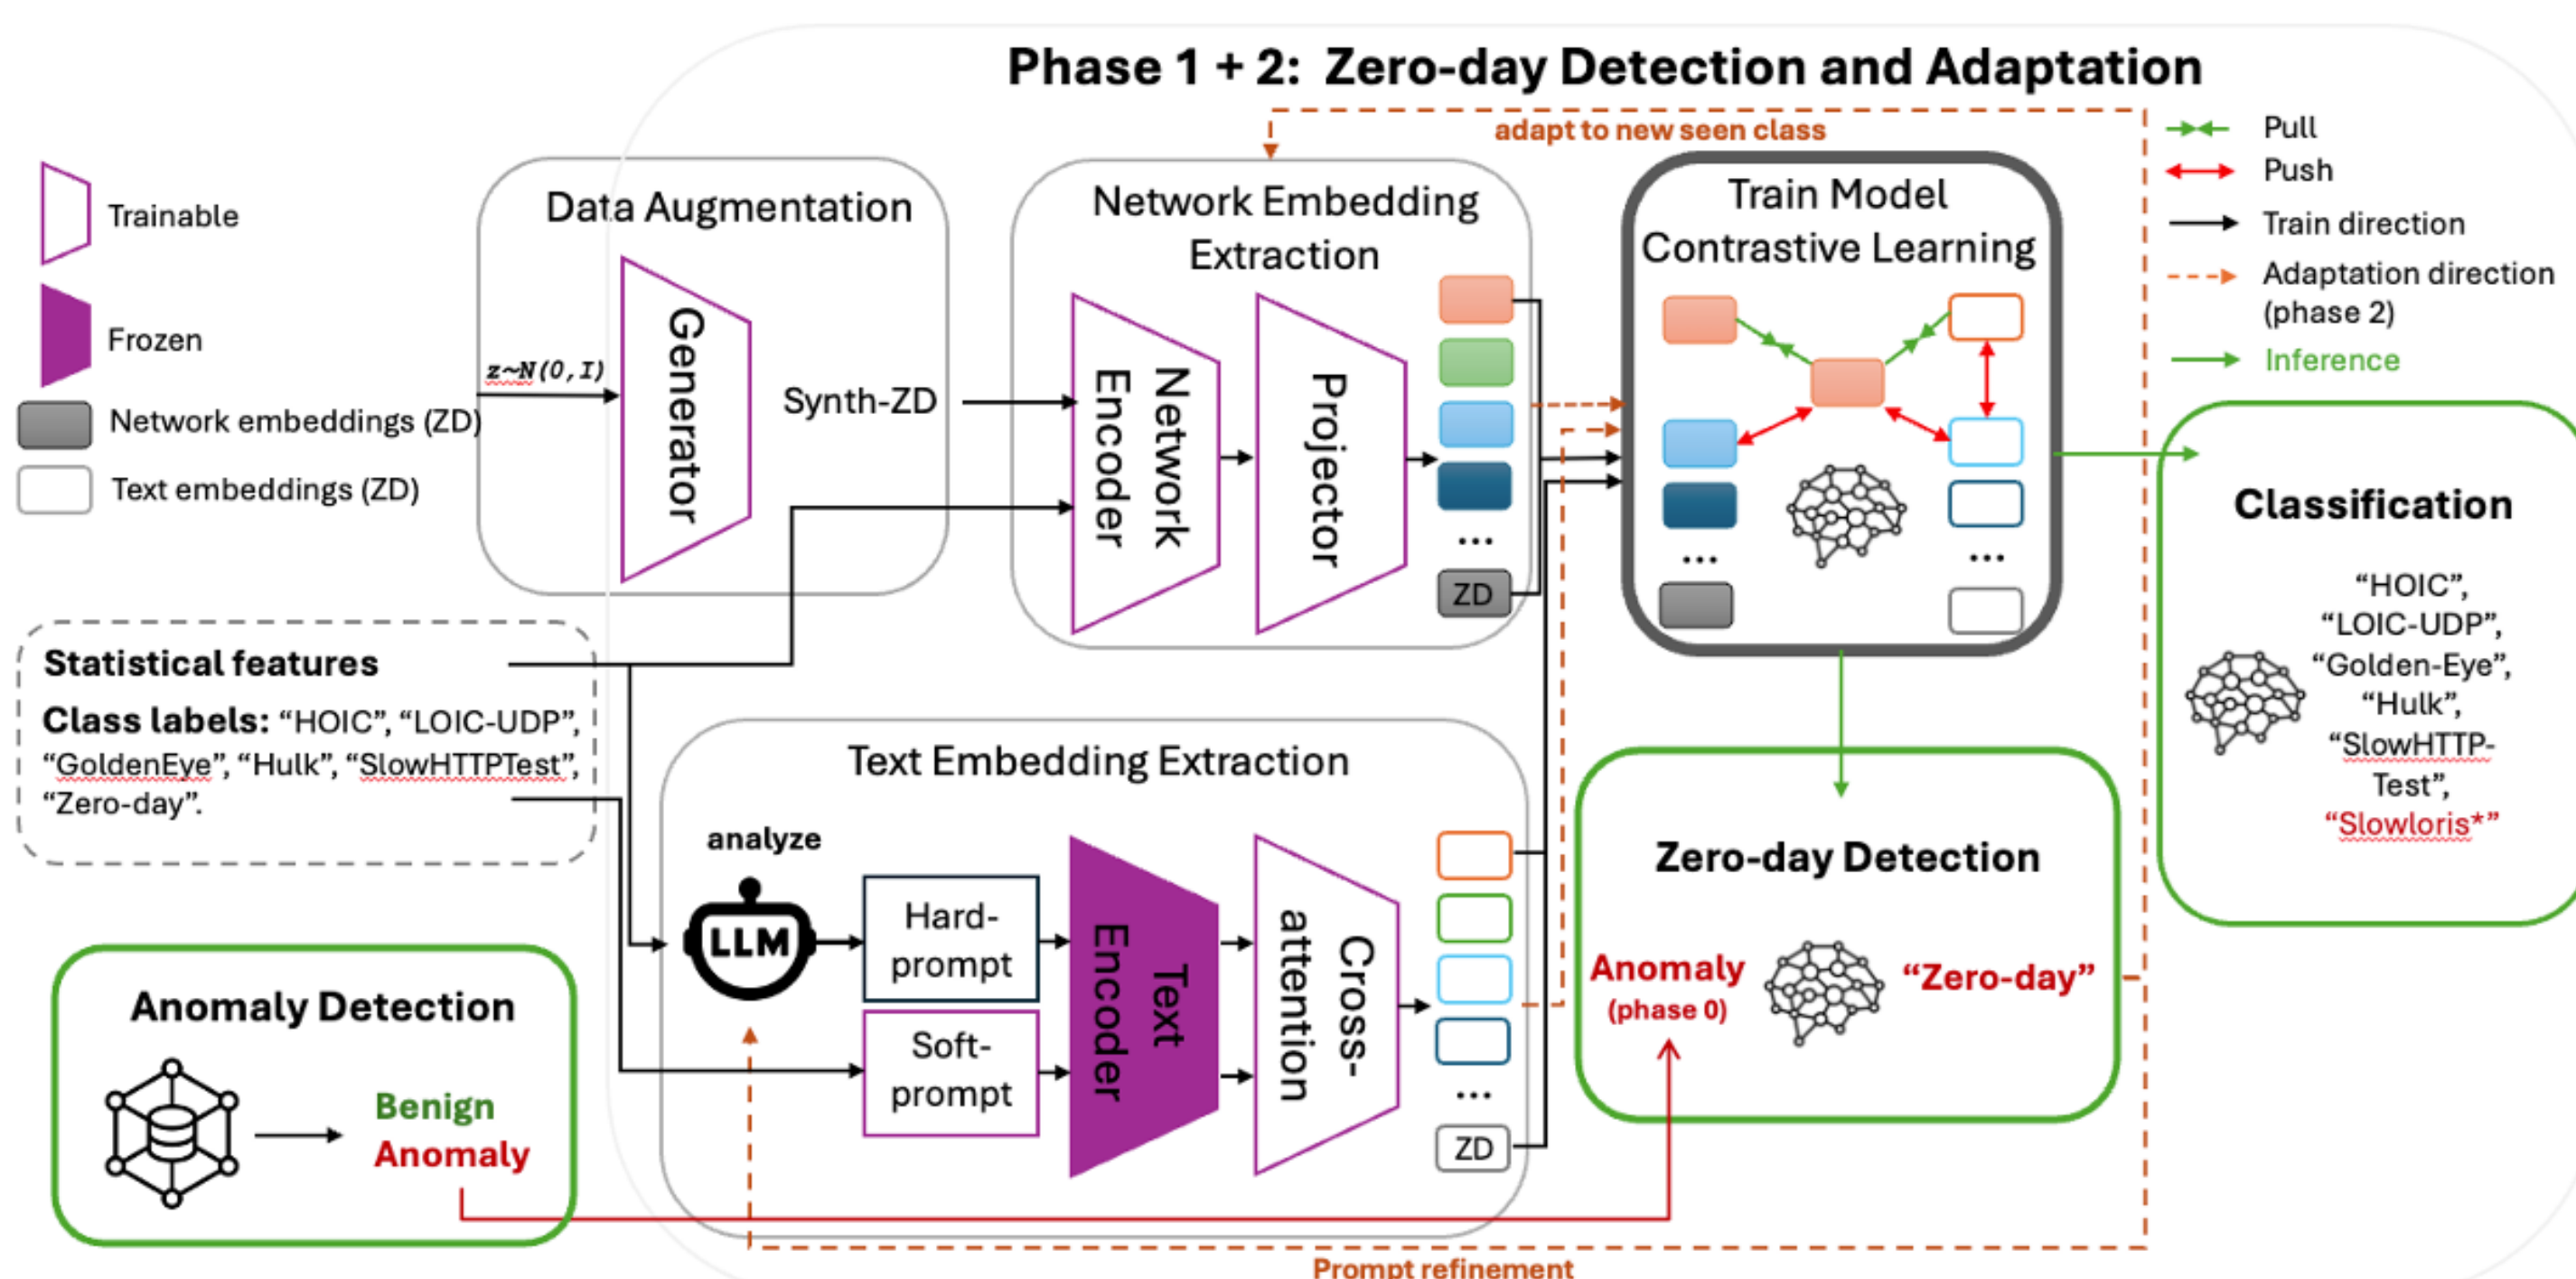 Phase 1 + 2: Zero-day Detection and Adaptation
adapt to new seen class
Trainable
Frozen
Network embeddings (ZD)
Text embeddings (ZD)
Data Augmentation
z~N(0,I)
Generator
Synth-ZD
Network Embedding
Extraction
Network
Encoder
Projector
...
ZD
Train Model
Contrastive Learning
...
...
Pull
Push
Train direction
Adaptation direction
(phase 2)
Inference
Statistical features
Class labels: “HOIC”, “LOIC-UDP”,
“GoldenEye”, “Hulk”, “SlowHTTPTest”,
“Zero-day”.
Text Embedding Extraction
analyze
LLM
Hard-
prompt
Soft-
prompt
Text
Encoder
Cross-
attention
...
ZD
Zero-day Detection
Anomaly
(phase 0)
“Zero-day”
Classification
“HOIC”,
“LOIC-UDP”,
“Golden-Eye”,
“Hulk”,
“SlowHTTP-
Test”,
“Slowloris*”
Anomaly Detection
Benign
Anomaly
Prompt refinement